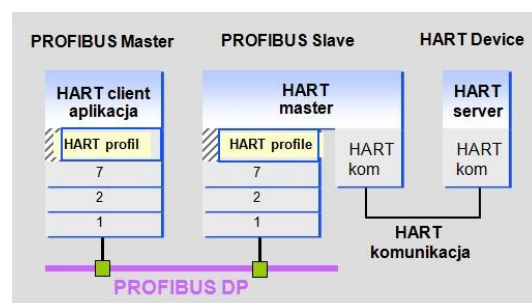 PROFIBUS Master
PROFIBUS Slave
HART Device
HART client
aplikacja
HART
master
HART
server
HART profil
HART profile
HART
kom
HART
kom
7
7
2
2
1
1
HART
komunikacja
PROFIBUS DP